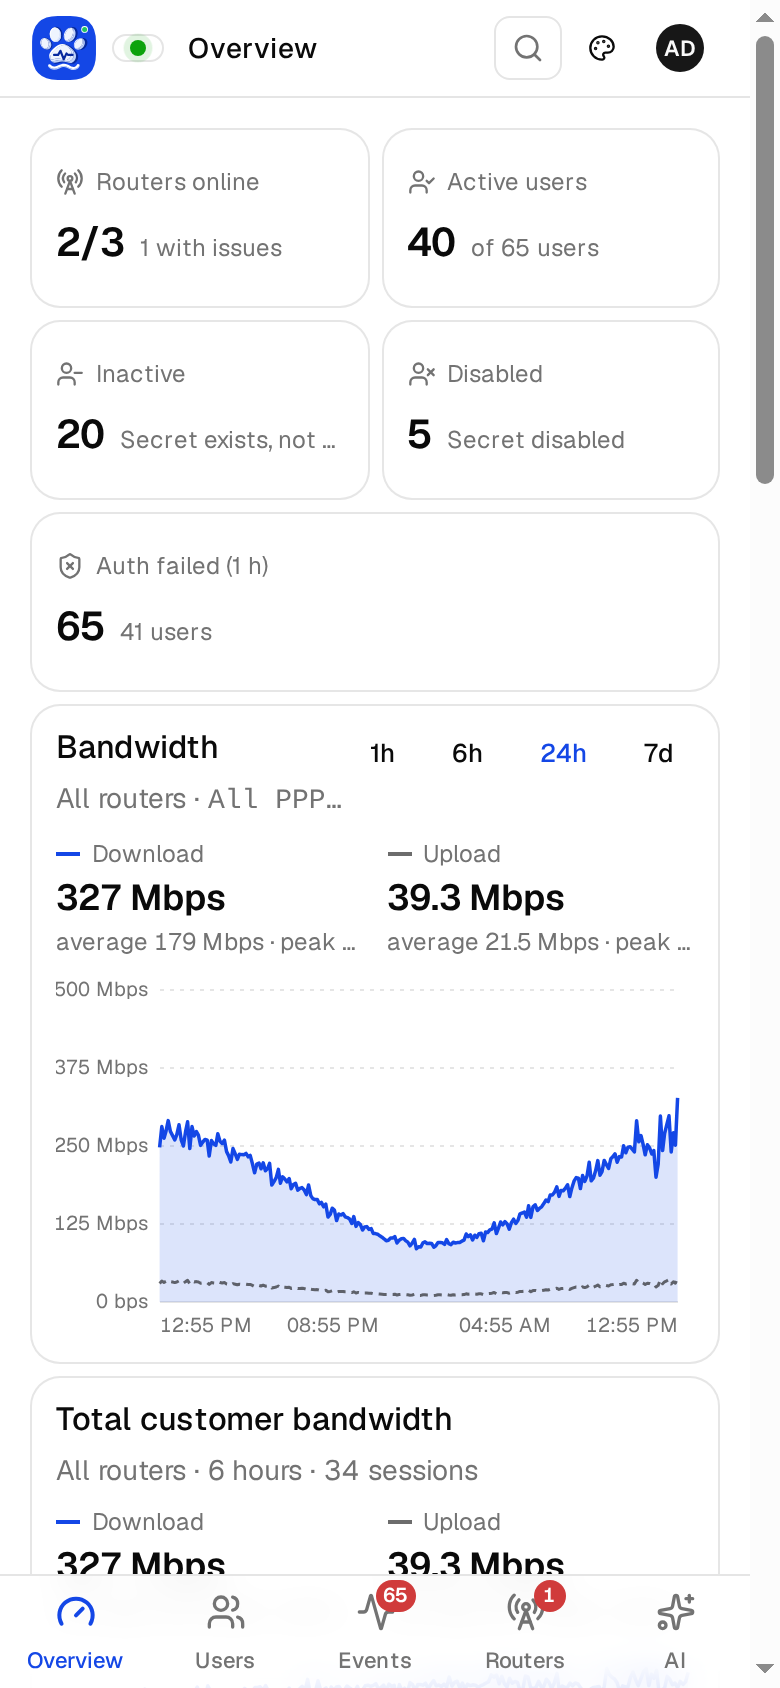 Overview
AD
Routers online
2/3 1 with issues
Active users
40 of 65 users
Inactive
20 Secret exists, not ...
Disabled
5 Secret disabled
Auth failed (1 h)
65 41 users
Bandwidth
1h 6h 24h 7d
All routers · All PPP...
Download
327 Mbps
average 179 Mbps · peak ...
Upload
39.3 Mbps
average 21.5 Mbps · peak ...
500 Mbps
375 Mbps
250 Mbps
125 Mbps
0 bps
12:55 PM 08:55 PM 04:55 AM 12:55 PM
Total customer bandwidth
All routers · 6 hours · 34 sessions
Download
327 Mbps
Upload
39.3 Mbps
65
1
Overview Users Events Routers AI